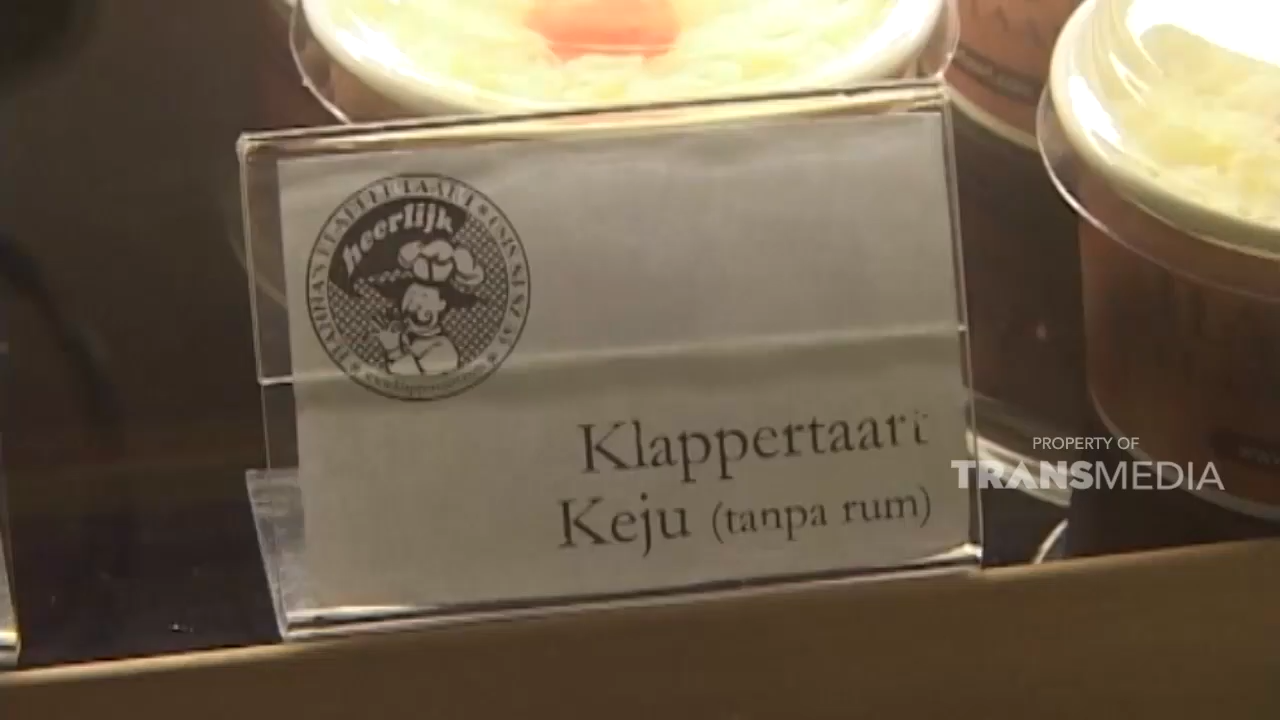 heerlijk
Klappertaart
Keju (tanpa rum)
PROPERTY OF
TRANSMEDIA